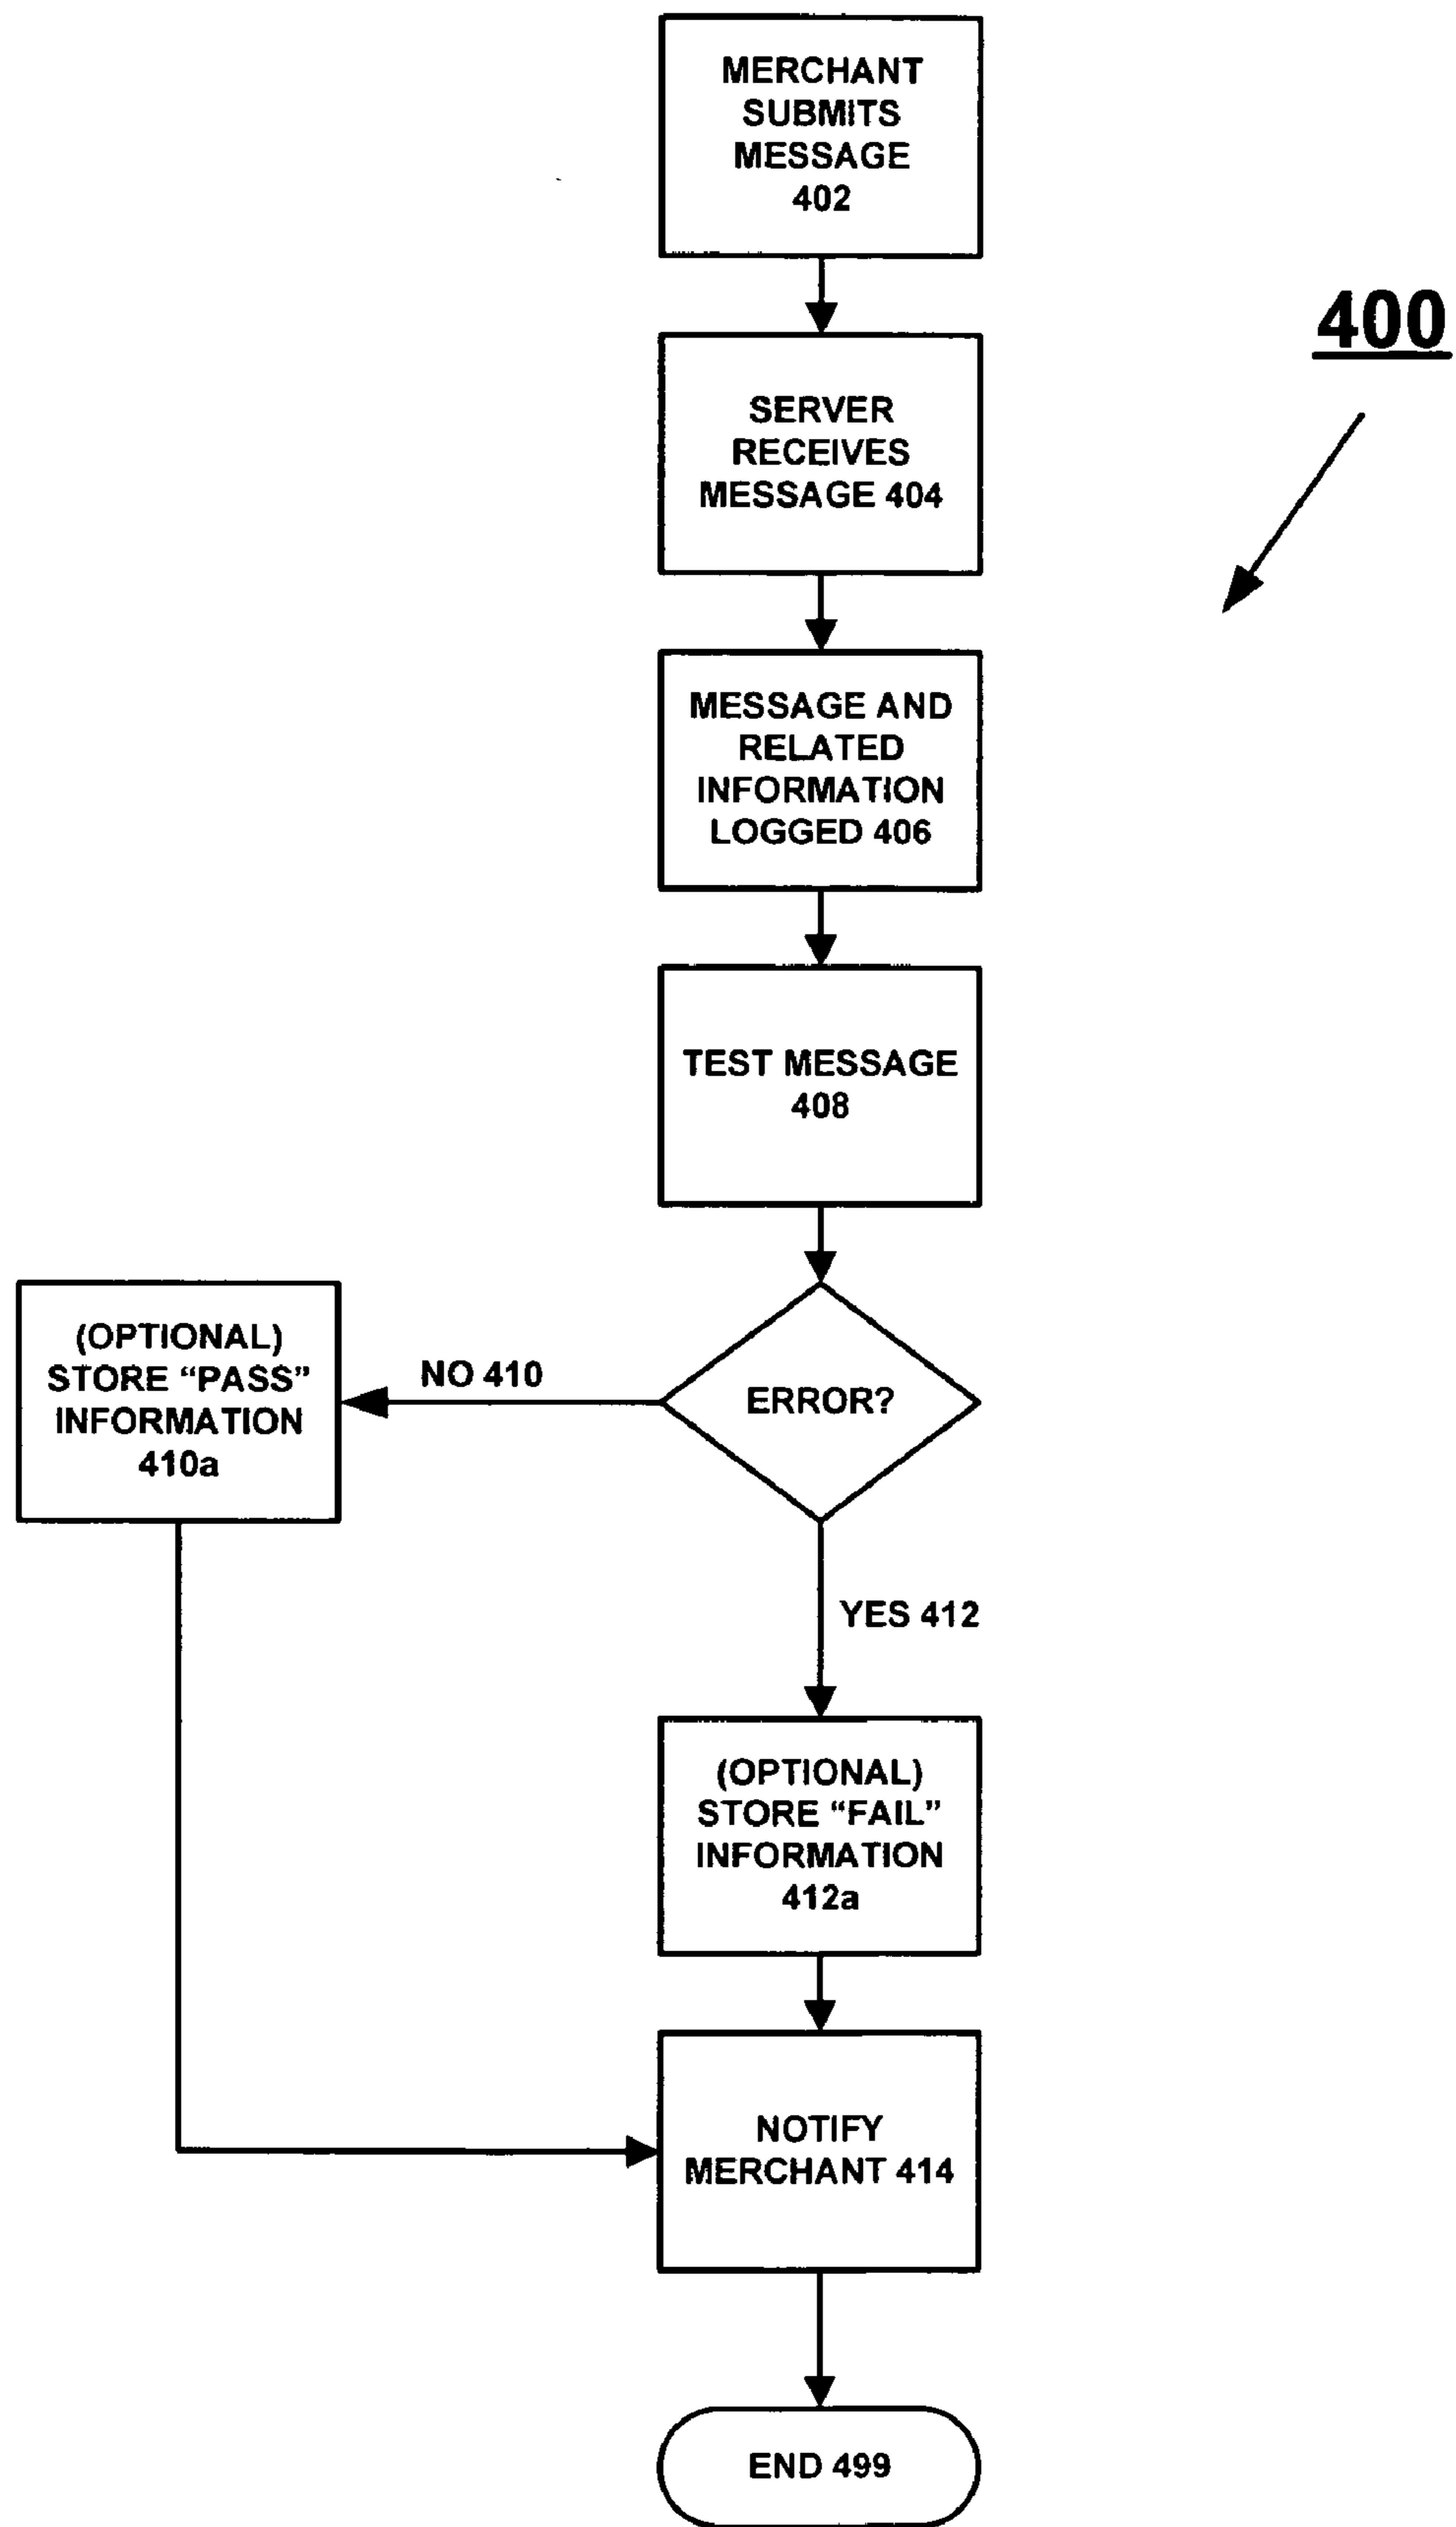 MERCHANT
SUBMITS
MESSAGE
402
400
SERVER
RECEIVES
MESSAGE 404
MESSAGE AND
RELATED
INFORMATION
LOGGED 406
TEST MESSAGE
408
ERROR?
NO 410
(OPTIONAL)
STORE “PASS”
INFORMATION
410a
YES 412
(OPTIONAL)
STORE “FAIL”
INFORMATION
412a
NOTIFY
MERCHANT 414
END 499